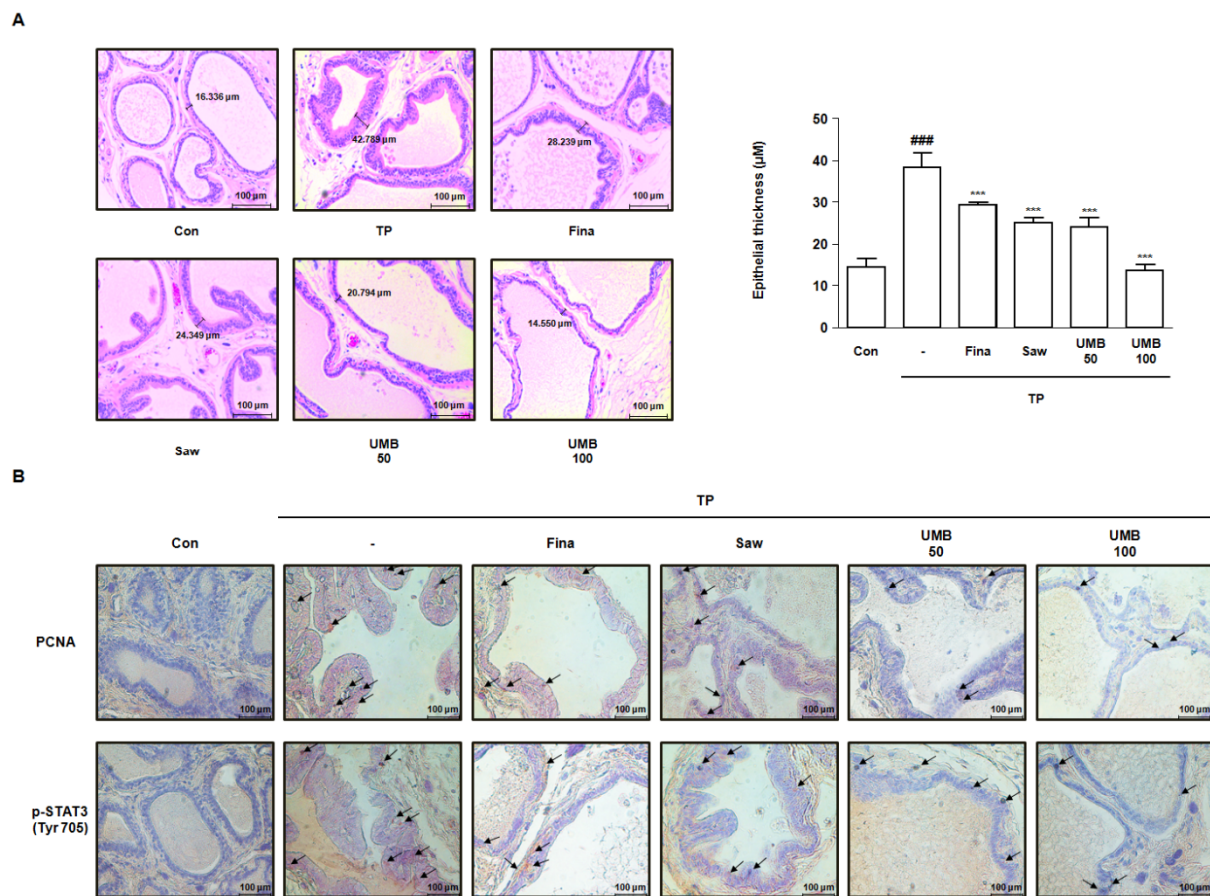 A
16.336 µm
100 µm
Con
42.789 µm
100 µm
TP
28.239 µm
100 µm
Fina
24.349 µm
100 µm
Saw
20.794 µm
100 µm
UMB
50
14.550 µm
100 µm
UMB
100
Epithelial thickness (µM)
50
40
30
20
10
0
###
***
***
***
***
Con
-
Fina
Saw
UMB
50
UMB
100
TP
B
TP
Con
-
Fina
Saw
UMB
50
UMB
100
PCNA
100 µm
100 µm
100 µm
100 µm
100 µm
100 µm
p-STAT3
(Tyr 705)
100 µm
100 µm
100 µm
100 µm
100 µm
100 µm